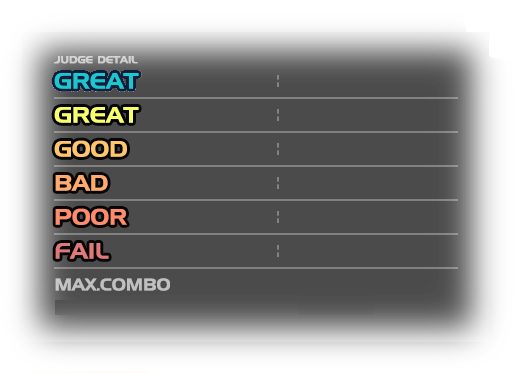 JUDGE DETAIL
GREAT
GREAT
GOOD
BAD
POOR
FAIL
MAX.COMBO